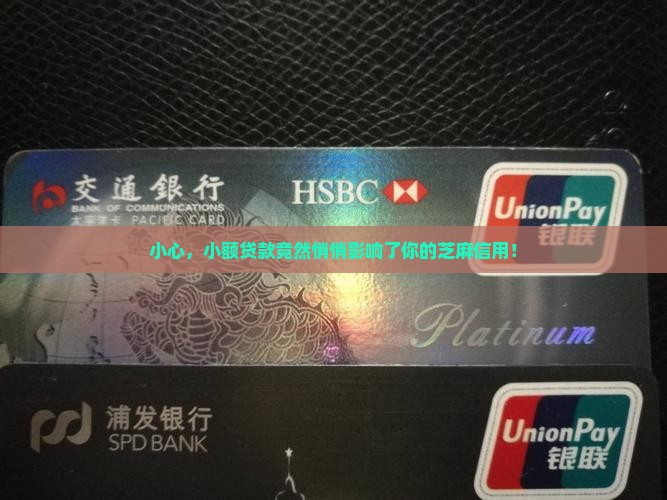 交通銀行
BANK OF COMMUNICATIONS
太平洋卡 PACIFIC CARD
HSBC
UnionPay
银联
小心，小额贷款竟然悄悄影响了你的芝麻信用！
Platinum
浦发银行
SPD BANK
UnionPay
银联